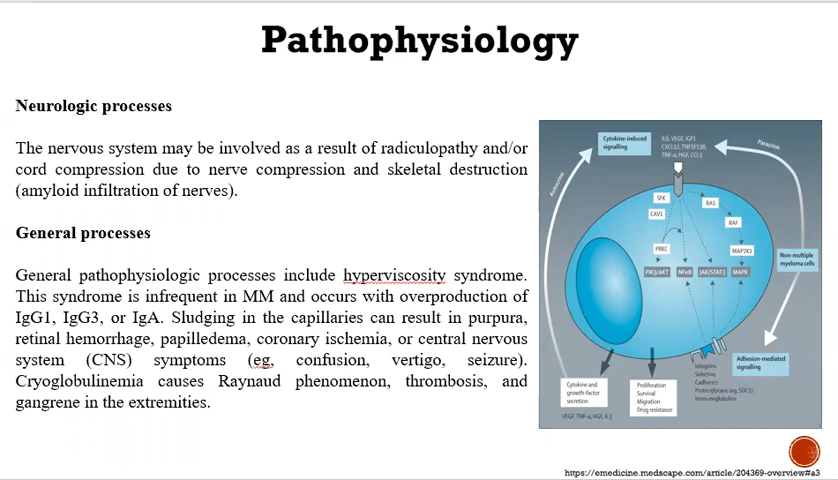 Pathophysiology
Neurologic processes
The nervous system may be involved as a result of radiculopathy and/or
cord compression due to nerve compression and skeletal destruction
(amyloid infiltration of nerves).
General processes
General pathophysiologic processes include hyperviscosity syndrome.
This syndrome is infrequent in MM and occurs with overproduction of
IgG1, IgG3, or IgA. Sludging in the capillaries can result in purpura,
retinal hemorrhage, papilledema, coronary ischemia, or central nervous
system (CNS) symptoms (eg, confusion, vertigo, seizure).
Cryoglobulinemia causes Raynaud phenomenon, thrombosis, and
gangrene in the extremities.
Cytokine-induced
signalling
IL6, VEGF, IGF1
CXCL12, TNFSF13B,
TNF-α, HGF, CCL3
Paracrine
Autocrine
SFK
CAV1
RAS
RAF
PRKC
MAP2K1
PIK3/AKT
NFκB
JAK/STAT3
MAPK
Non-multiple
myeloma cells
Adhesion-mediated
signalling
Integrins
Selectins
Cadherins
Proteoglycans (eg, SDC1)
Immunoglobulins
Cytokine and
growth-factor
secretion
VEGF, TNF-α, HGF, IL3
Proliferation
Survival
Migration
Drug resistance
https://emedicine.medscape.com/article/204369-overview#a3